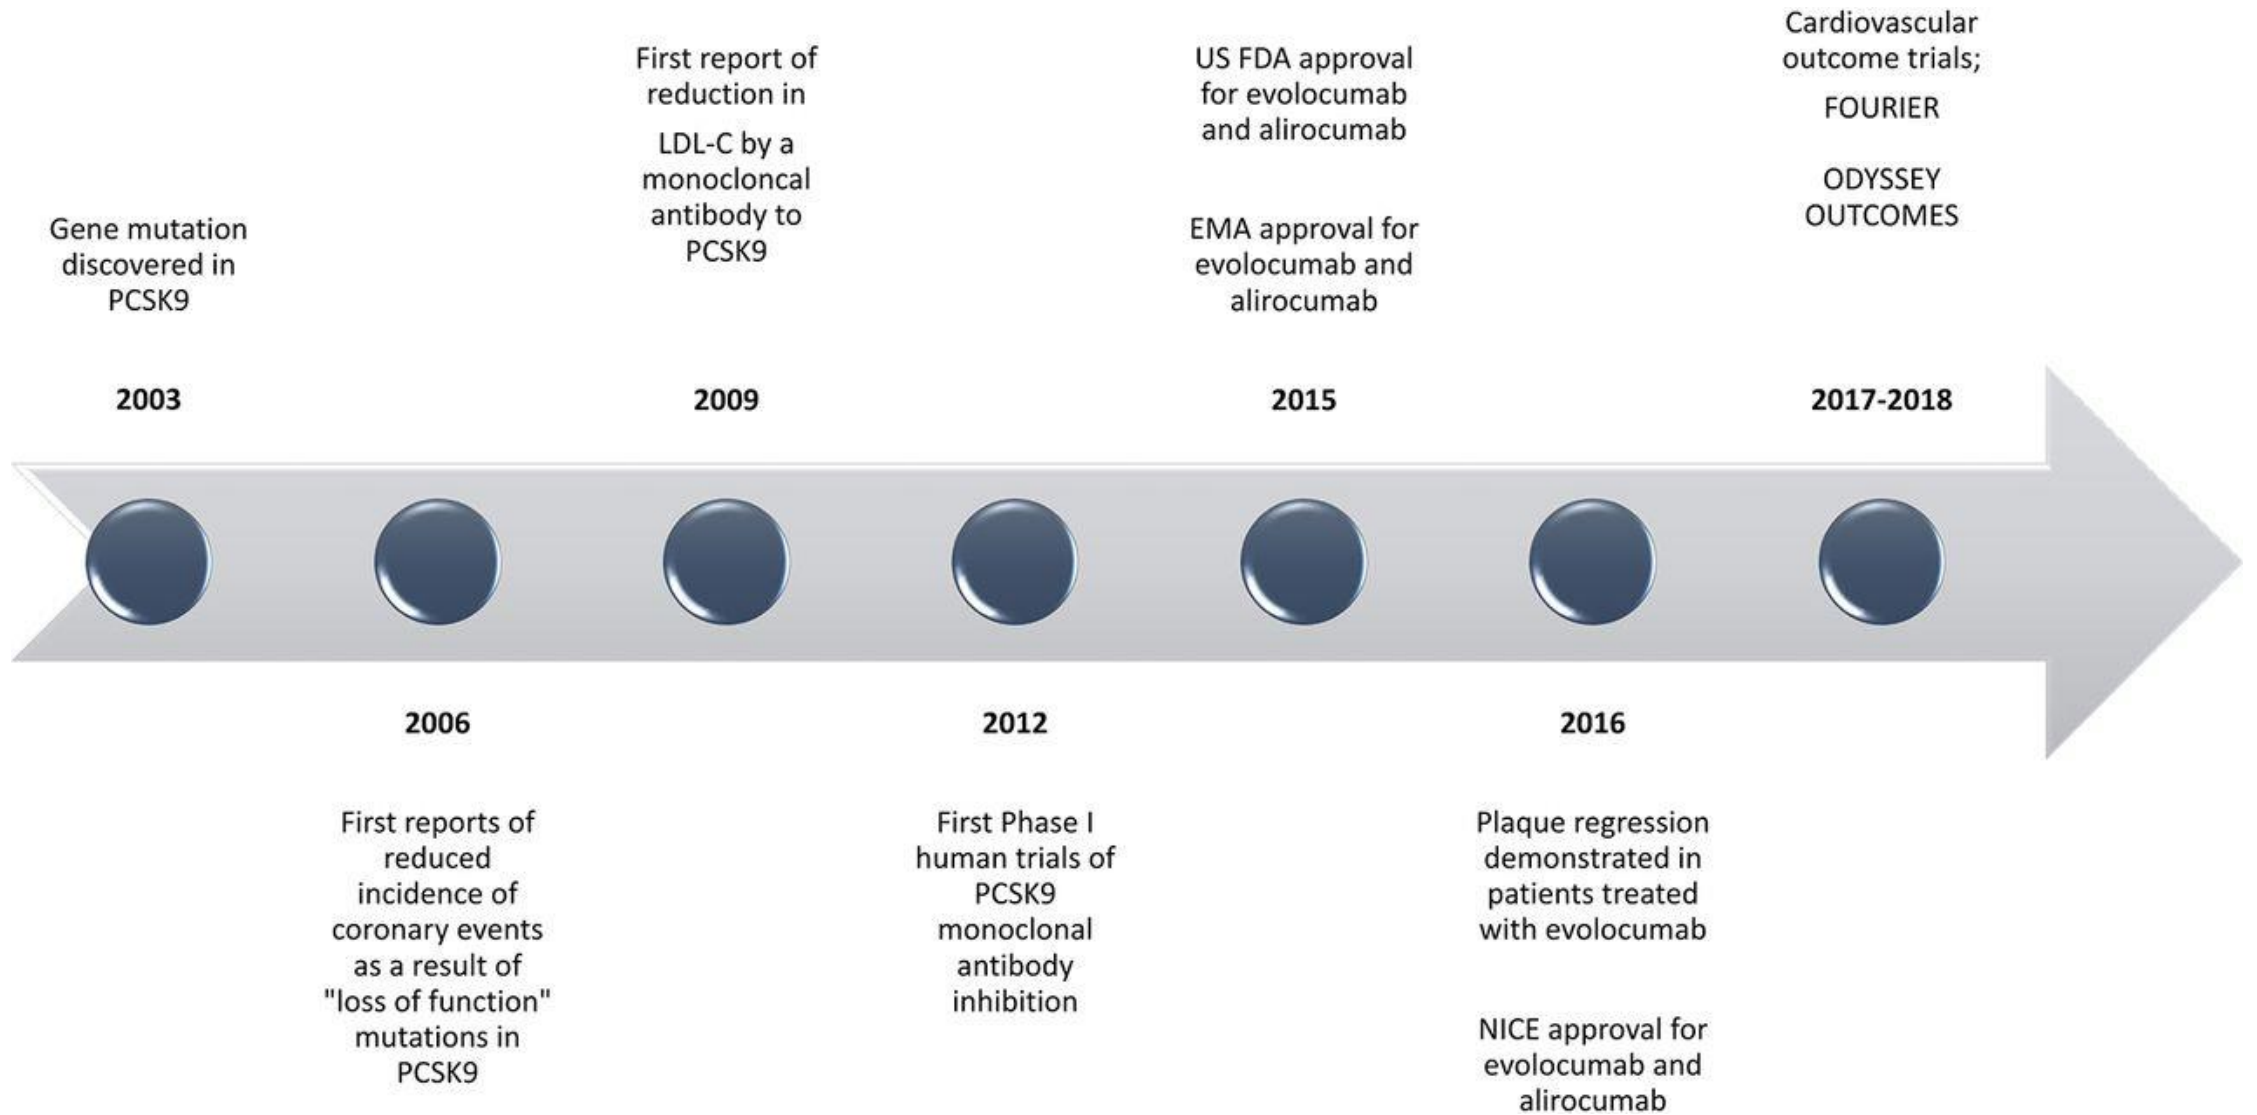 Gene mutation
discovered in
PCSK9
2003
2006
First reports of
reduced
incidence of
coronary events
as a result of
"loss of function"
mutations in
PCSK9
First report of
reduction in
LDL-C by a
monocloncal
antibody to
PCSK9
2009
2012
First Phase I
human trials of
PCSK9
monoclonal
antibody
inhibition
US FDA approval
for evolocumab
and alirocumab
EMA approval for
evolocumab and
alirocumab
2015
2016
Plaque regression
demonstrated in
patients treated
with evolocumab
NICE approval for
evolocumab and
alirocumab
Cardiovascular
outcome trials;
FOURIER
ODYSSEY
OUTCOMES
2017-2018